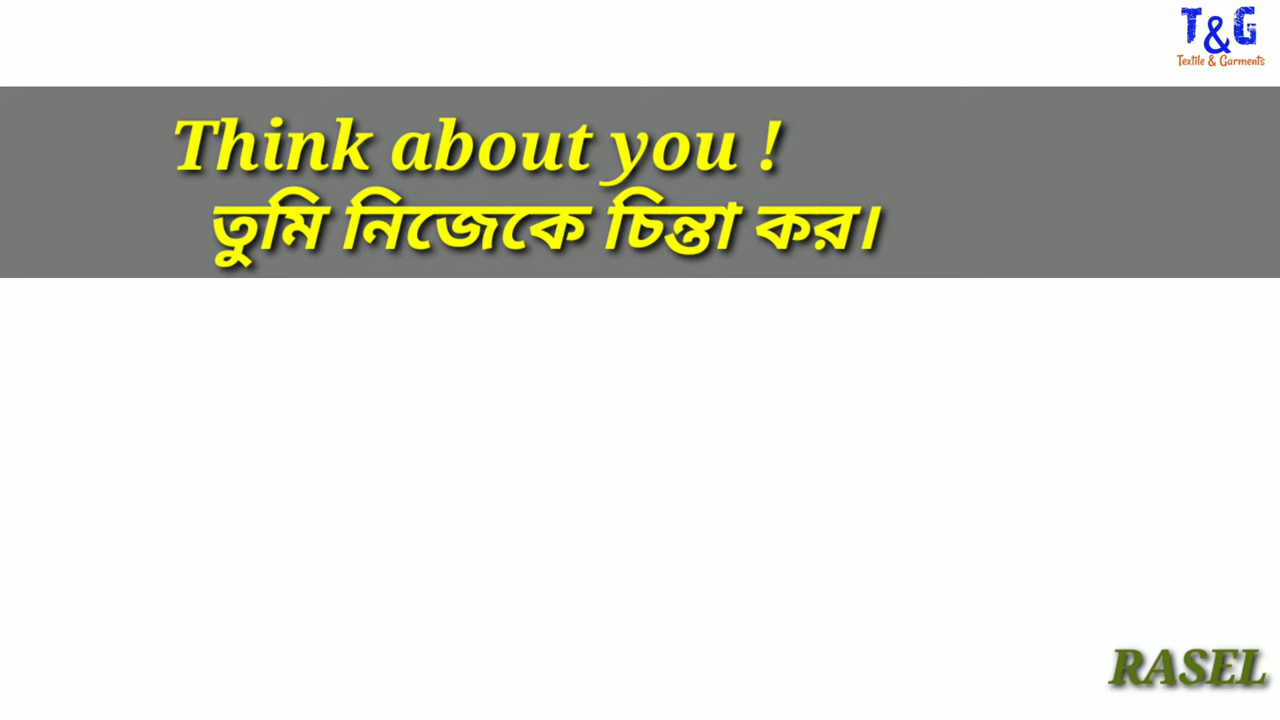 T&G
Textile & Garments
Think about you !
তুমি নিজেকে চিন্তা কর।
RASEL